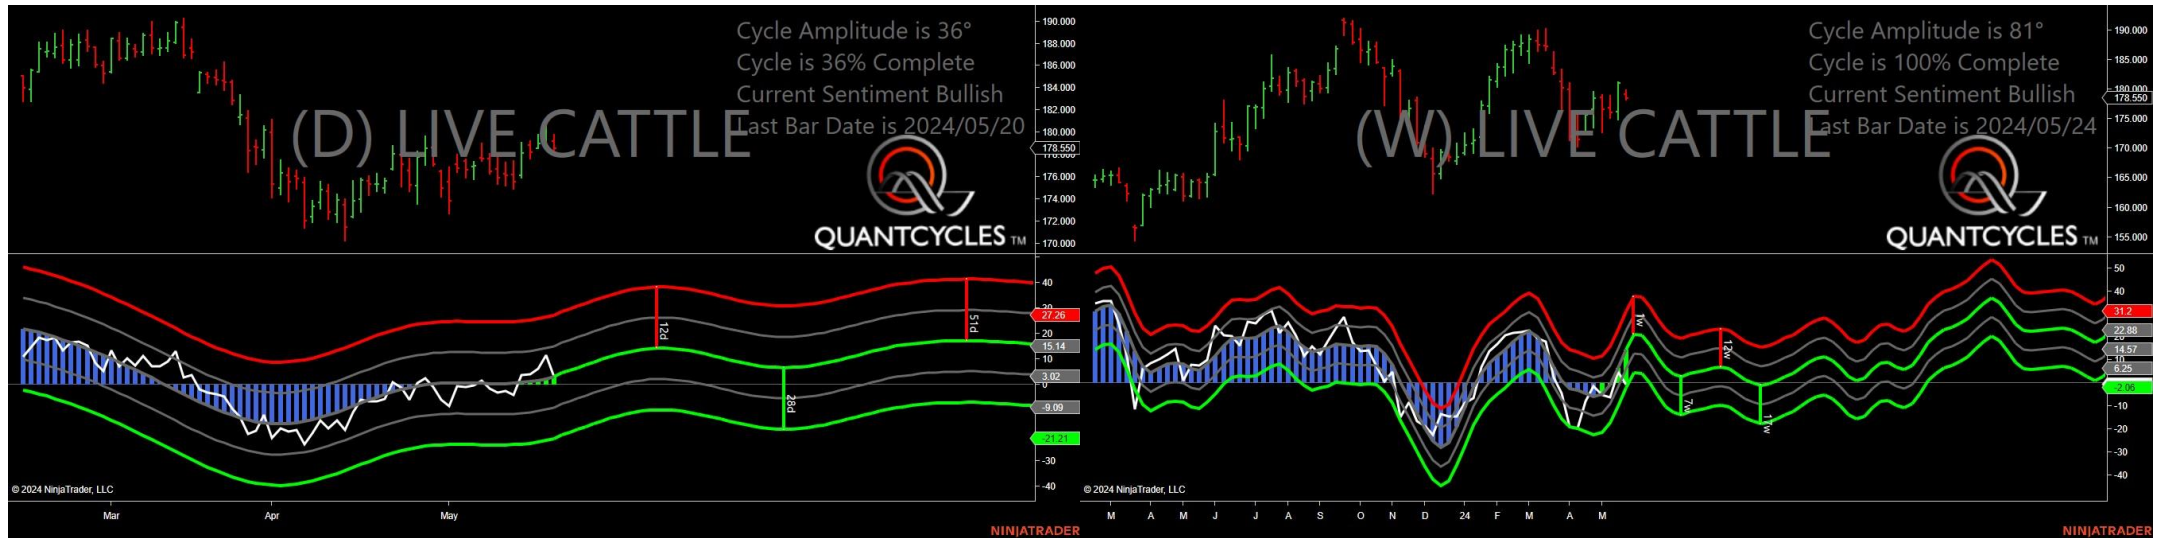 Cycle Amplitude is 36°
Cycle is 36% Complete
Current Sentiment Bullish
Last Bar Date is 2024/05/20
(D) LIVE CATTLE
QUANTCYCLES TM
190.000
188.000
186.000
184.000
182.000
180.000
178.550
176.000
174.000
172.000
170.000
40
27.26
20
15.14
10
3.02
-9.09
-21.21
-30
-40
12d
28d
51d
© 2024 NinjaTrader, LLC
Mar Apr May
NINJATRADER
Cycle Amplitude is 81°
Cycle is 100% Complete
Current Sentiment Bullish
Last Bar Date is 2024/05/24
(W) LIVE CATTLE
QUANTCYCLES TM
190.000
185.000
180.000
178.550
175.000
170.000
165.000
160.000
155.000
50
40
31.2
22.88
14.57
10
6.25
-2.06
-10
-20
-30
-40
1w
7w
12w
17w
© 2024 NinjaTrader, LLC
M A M J J A S O N D 24 F M A M
NINJATRADER